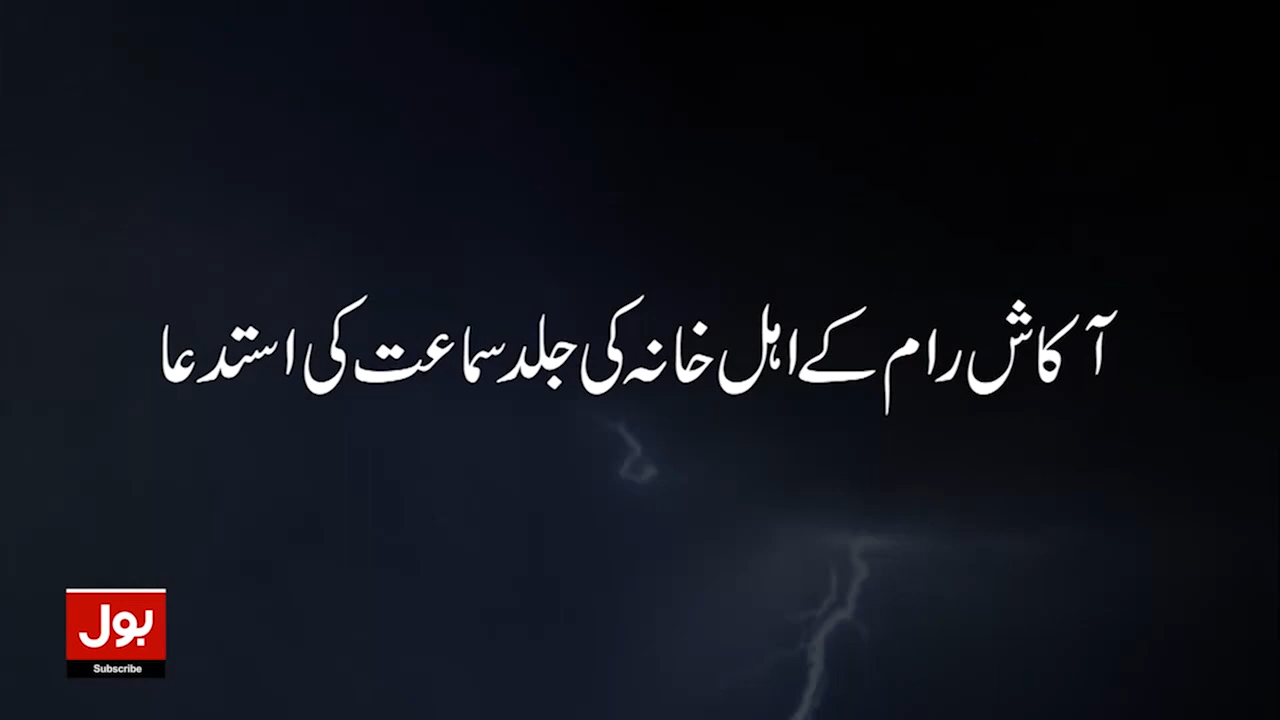 آکاش رام کے اہل خانہ کی جلد سماعت کی استدعا
بول
Subscribe